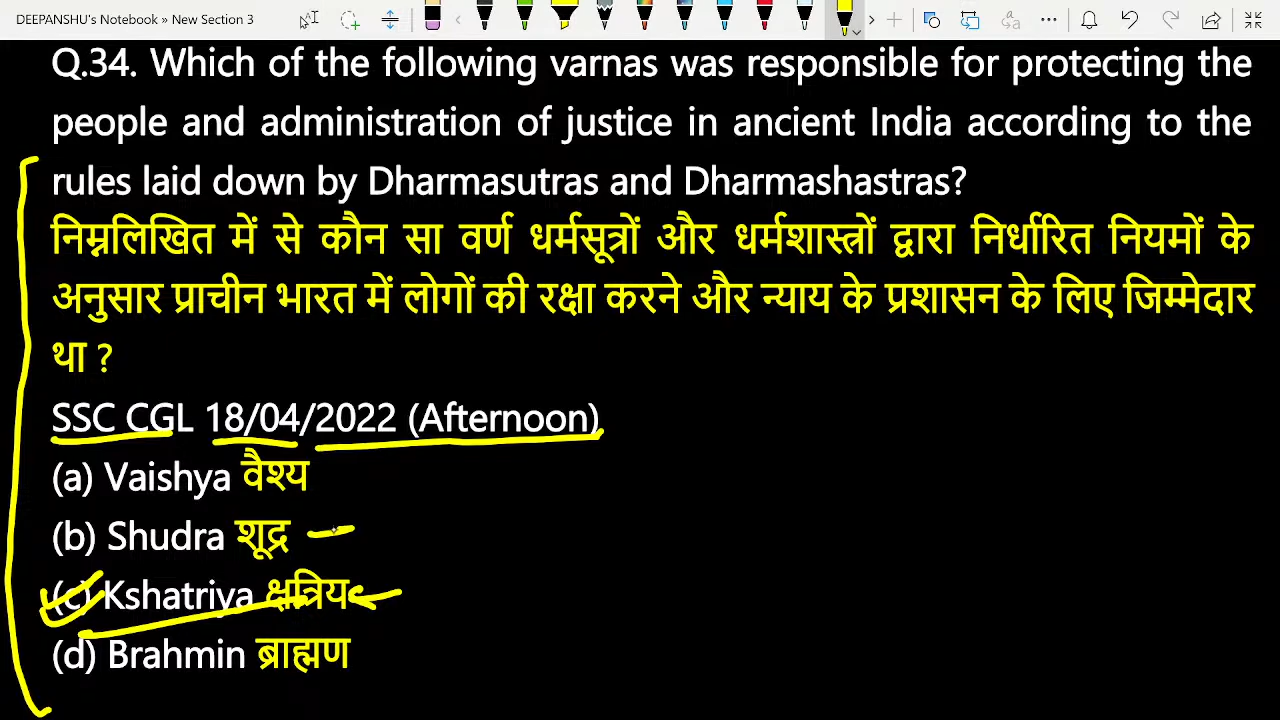 DEEPANSHU's Notebook » New Section 3
Q.34. Which of the following varnas was responsible for protecting the
people and administration of justice in ancient India according to the
rules laid down by Dharmasutras and Dharmashastras?
निम्नलिखित में से कौन सा वर्ण धर्मसूत्रों और धर्मशास्त्रों द्वारा निर्धारित नियमों के
अनुसार प्राचीन भारत में लोगों की रक्षा करने और न्याय के प्रशासन के लिए जिम्मेदार
था ?
SSC CGL 18/04/2022 (Afternoon)
(a) Vaishya वैश्य
(b) Shudra शूद्र
(c) Kshatriya क्षत्रिय
(d) Brahmin ब्राह्मण